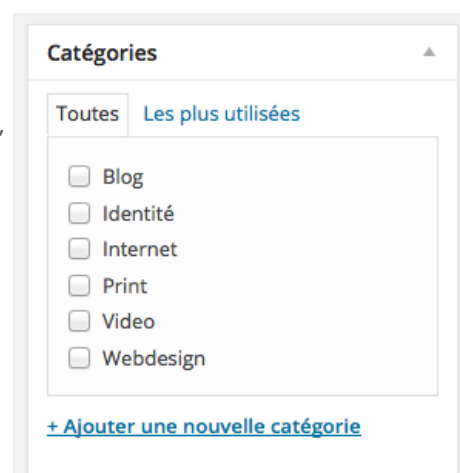 Catégories
Toutes Les plus utilisées
,
Blog
Identité
Internet
Print
Video
Webdesign
+ Ajouter une nouvelle catégorie